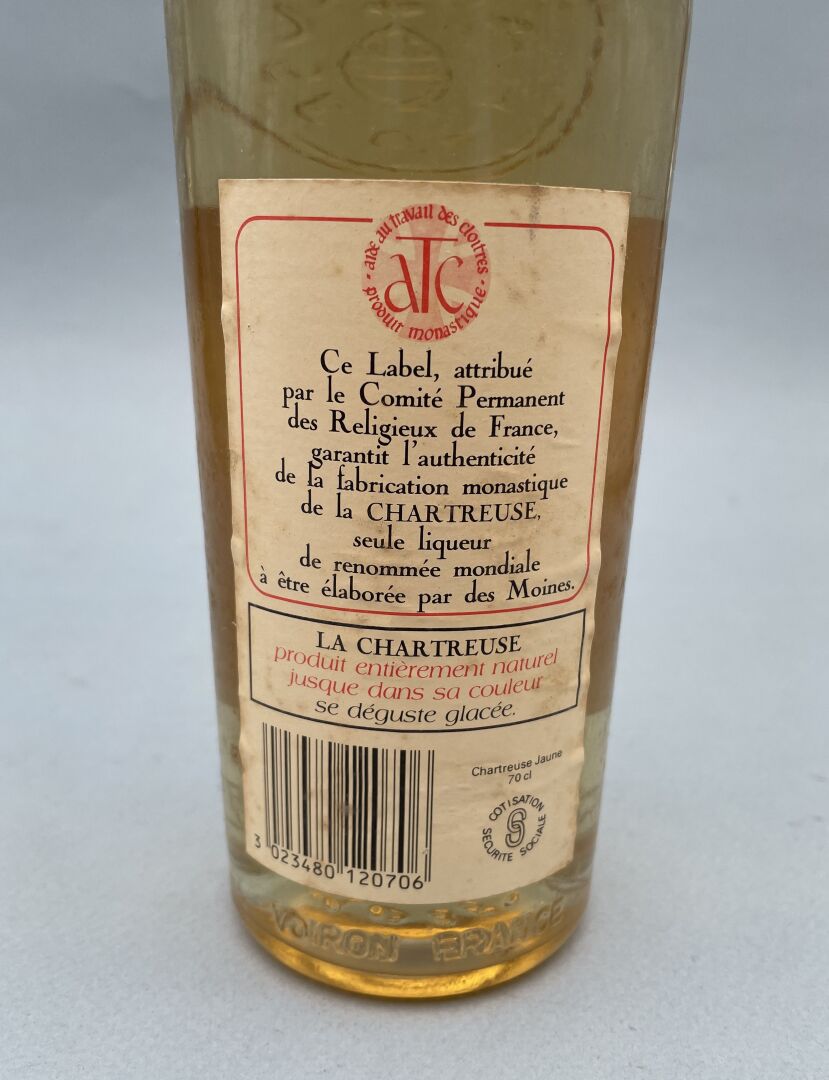 aide au travail des cloîtres
aTc
produit monastique
Ce Label, attribué
par le Comité Permanent
des Religieux de France,
garantit l'authenticité
de la fabrication monastique
de la CHARTREUSE,
seule liqueur
de renommée mondiale
à être élaborée par des Moines.
LA CHARTREUSE
produit entièrement naturel
jusque dans sa couleur
se déguste glacée.
Chartreuse Jaune
70 cl
COTISATION
SECURITE SOCIALE
3 023480 120706
VOIRON FRANCE